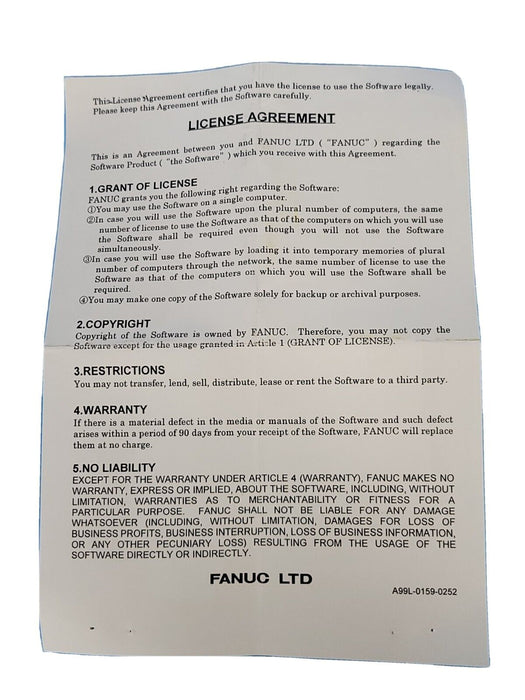 This License Agreement certifies that you have the license to use the Software legally.
Please keep this Agreement with the Software carefully.
LICENSE AGREEMENT
This is an Agreement between you and FANUC LTD ( "FANUC" ) regarding the
Software Product ( "the Software" ) which you receive with this Agreement.
1.GRANT OF LICENSE
FANUC grants you the following right regarding the Software:
①You may use the Software on a single computer.
②In case you will use the Software upon the plural number of computers, the same
number of license to use the Software as that of the computers on which you will use
the Software shall be required even though you will not use the Software
simultaneously.
③In case you will use the Software by loading it into temporary memories of plural
number of computers through the network, the same number of license to use the
Software as that of the computers on which you will use the Software shall be
required.
④You may make one copy of the Software solely for backup or archival purposes.
2.COPYRIGHT
Copyright of the Software is owned by FANUC. Therefore, you may not copy the
Software except for the usage granted in Article 1 (GRANT OF LICENSE).
3.RESTRICTIONS
You may not transfer, lend, sell, distribute, lease or rent the Software to a third party.
4.WARRANTY
If there is a material defect in the media or manuals of the Software and such defect
arises within a period of 90 days from your receipt of the Software, FANUC will replace
them at no charge.
5.NO LIABILITY
EXCEPT FOR THE WARRANTY UNDER ARTICLE 4 (WARRANTY), FANUC MAKES NO
WARRANTY, EXPRESS OR IMPLIED, ABOUT THE SOFTWARE, INCLUDING, WITHOUT
LIMITATION, WARRANTIES AS TO MERCHANTABILITY OR FITNESS FOR A
PARTICULAR PURPOSE. FANUC SHALL NOT BE LIABLE FOR ANY DAMAGE
WHATSOEVER (INCLUDING, WITHOUT LIMITATION, DAMAGES FOR LOSS OF
BUSINESS PROFITS, BUSINESS INTERRUPTION, LOSS OF BUSINESS INFORMATION,
OR ANY OTHER PECUNIARY LOSS) RESULTING FROM THE USAGE OF THE
SOFTWARE DIRECTLY OR INDIRECTLY.
FANUC LTD
A99L-0159-0252